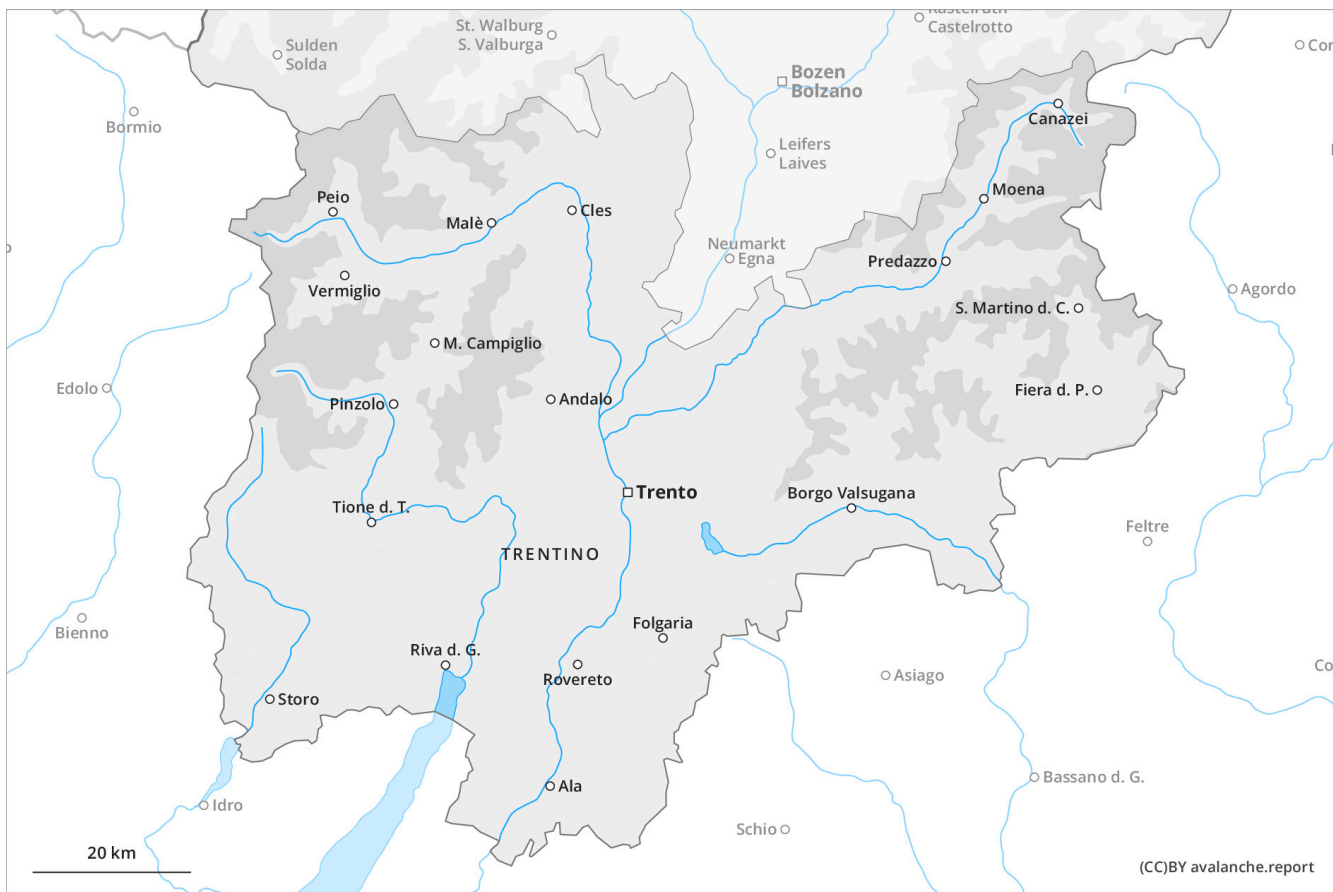 St. Walburg
S. Valburga
Kastelruth
Castelrotto
Sulden
Solda
Cor
Bozen
Bolzano
Bormio
Canazei
Leifers
Laives
Moena
Peio
Malè
Cles
Neumarkt
Egna
Predazzo
Vermiglio
Agordo
S. Martino d. C.
M. Campiglio
Edolo
Pinzolo
Andalo
Fiera d. P.
Trento
Borgo Valsugana
Tione d. T.
Feltre
TRENTINO
Bienno
Folgaria
Riva d. G.
Rovereto
Asiago
Co
Storo
Ala
Bassano d. G.
Idro
Schio
20 km
(CC)BY avalanche.report